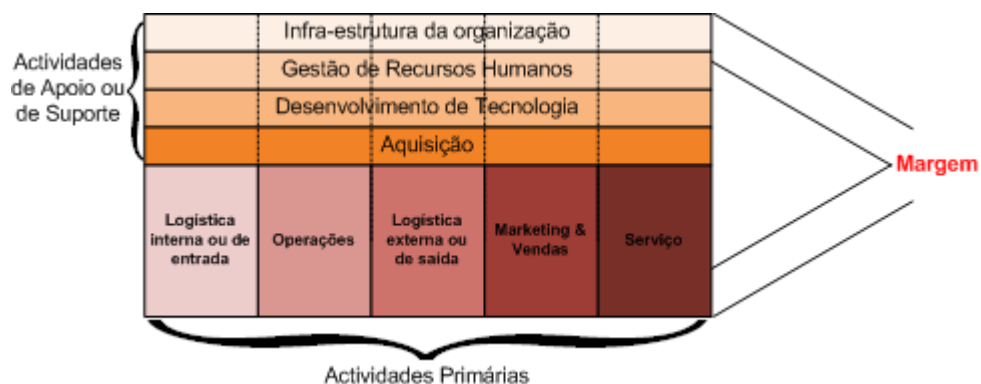 Infra-estrutura da organização
Actividades
de Apoio ou
de Suporte
Gestão de Recursos Humanos
Desenvolvimento de Tecnologia
Aquisição
Margem
Logística
interna ou de
entrada
Operações
Logística
externa ou
de saída
Marketing &
Vendas
Serviço
Actividades Primárias